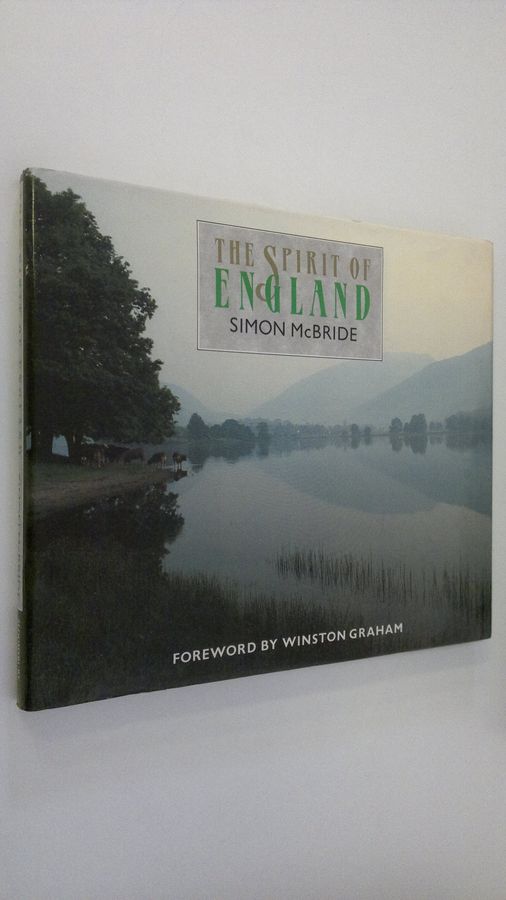 THE SPIRIT OF
ENGLAND
SIMON McBRIDE
FOREWORD BY WINSTON GRAHAM